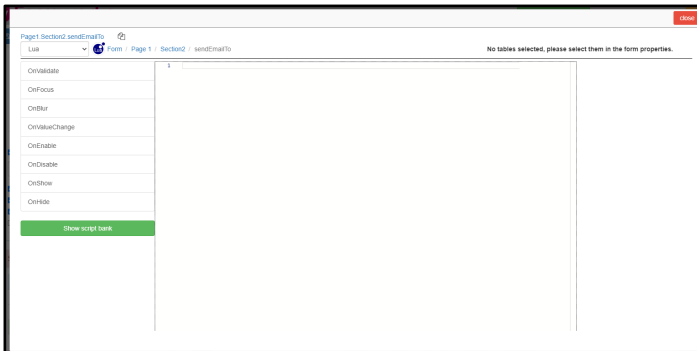 close
Page1.Section2.sendEmailTo
Lua
Form / Page 1 / Section2 / sendEmailTo
No tables selected, please select them in the form properties.
OnValidate
1
OnFocus
OnBlur
OnValueChange
OnEnable
OnDisable
OnShow
OnHide
Show script bank